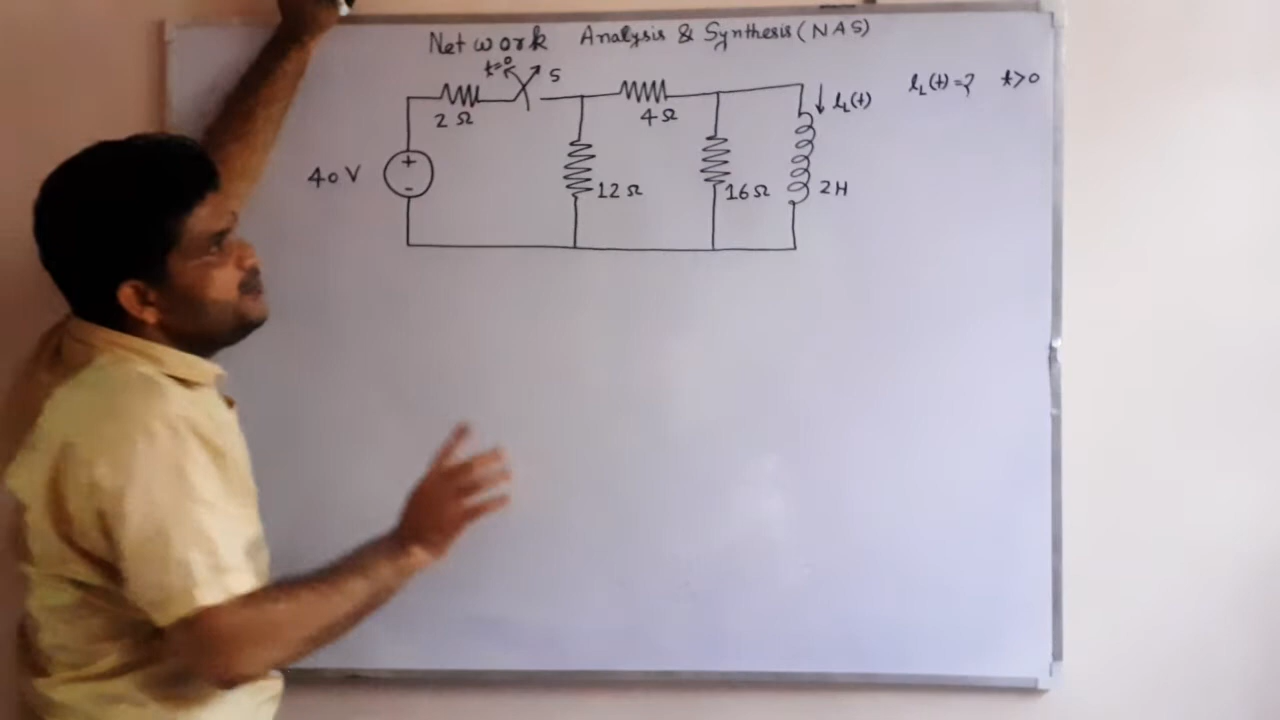 Network Analysis & Synthesis (NAS)
t=0 S
iL(t) iL(t)=? t>0
2 Ω 4 Ω
40 V + - 12 Ω 16 Ω 2H